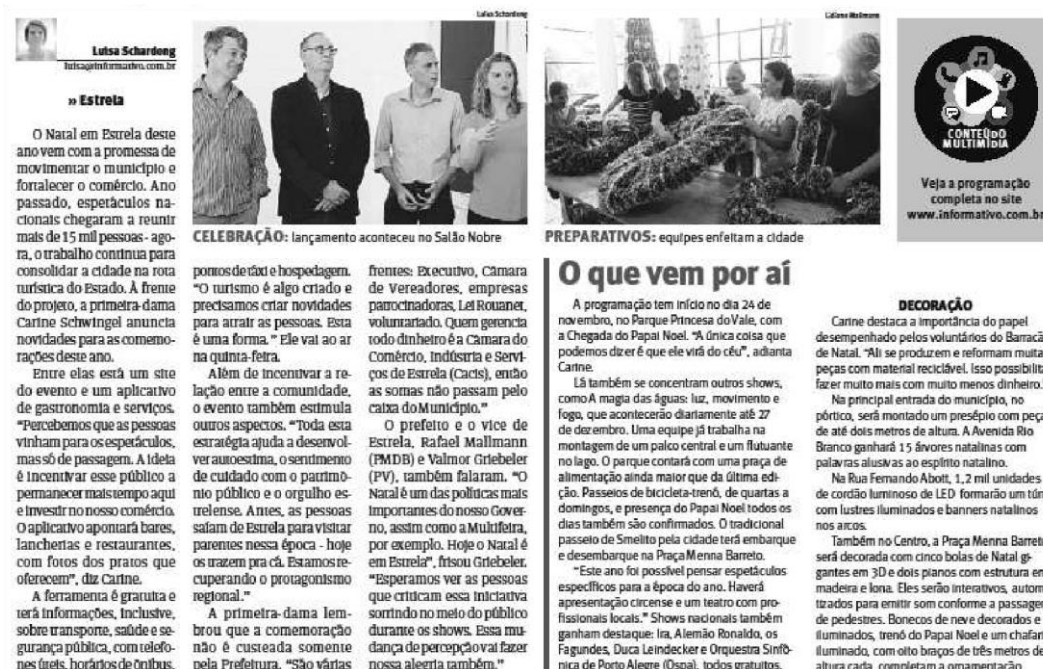 Luísa Schardong
luisa@informativo.com.br
» Estrela
O Natal em Estrela deste
ano vem com a promessa de
movimentar o município e
fortalecer o comércio. Ano
passado, espetáculos na-
cionais chegaram a reunir
mais de 15 mil pessoas - ago-
ra, o trabalho continua para
consolidar a cidade na rota
turística do Estado. À frente
do projeto, a primeira-dama
Carine Schwingel anuncia
novidades para as comemo-
rações deste ano.
Entre elas está um site
do evento e um aplicativo
de gastronomia e serviços.
"Percebemos que as pessoas
vinham para os espetáculos,
mas só de passagem. A ideia
é incentivar esse público a
permanecer mais tempo aqui
e investir no nosso comércio.
O aplicativo apontará bares,
lancherias e restaurantes,
com fotos dos pratos que
oferecem", diz Carine.
A ferramenta é gratuita e
terá informações, inclusive,
sobre transporte, saúde e se-
gurança pública, com telefo-
nes úteis, horários de ônibus,
Luísa Schardong
CELEBRAÇÃO: lançamento aconteceu no Salão Nobre
pontos de táxi e hospedagem.
"O turismo é algo criado e
precisamos criar novidades
para atrair as pessoas. Esta
é uma forma." Ele vai ao ar
na quinta-feira.
Além de incentivar a re-
lação entre a comunidade,
o evento também estimula
outros aspectos. "Toda esta
estratégia ajuda a desenvol-
ver autoestima, o sentimento
de cuidado com o patrimô-
nio público e o orgulho es-
trelense. Antes, as pessoas
saíam de Estrela para visitar
parentes nessa época - hoje
os trazem pra cá. Estamos re-
cuperando o protagonismo
regional."
A primeira-dama lem-
brou que a comemoração
não é custeada somente
pela Prefeitura. "São várias
frentes: Executivo, Câmara
de Vereadores, empresas
patrocinadoras, Lei Rouanet,
voluntariado. Quem gerencia
todo dinheiro é a Câmara do
Comércio, Indústria e Servi-
ços de Estrela (Cacis), então
as somas não passam pelo
caixa do Município."
O prefeito e o vice de
Estrela, Rafael Mallmann
(PMDB) e Valmor Griebeler
(PV), também falaram. "O
Natal é um das políticas mais
importantes do nosso Gover-
no, assim como a Multifeira,
por exemplo. Hoje o Natal é
em Estrela", frisou Griebeler.
"Esperamos ver as pessoas
que criticam essa iniciativa
sorrindo no meio do público
durante os shows. Essa mu-
dança de percepção vai fazer
nossa alegria também."
Lidiane Mallmann
PREPARATIVOS: equipes enfeitam a cidade
CONTEÚDO
MULTIMÍDIA
Veja a programação
completa no site
www.informativo.com.br
O que vem por aí
A programação tem início no dia 24 de
novembro, no Parque Princesa do Vale, com
a Chegada do Papai Noel. "A única coisa que
podemos dizer é que ele virá do céu", adianta
Carine.
Lá também se concentram outros shows,
como A magia das águas: luz, movimento e
fogo, que acontecerão diariamente até 27
de dezembro. Uma equipe já trabalha na
montagem de um palco central e um flutuante
no lago. O parque contará com uma praça de
alimentação ainda maior que da última edi-
ção. Passeios de bicicleta-trenó, de quartas a
domingos, e presença do Papai Noel todos os
dias também são confirmados. O tradicional
passeio de Smelito pela cidade terá embarque
e desembarque na Praça Menna Barreto.
"Este ano foi possível pensar espetáculos
específicos para a época do ano. Haverá
apresentação circense e um teatro com pro-
fissionais locais." Shows nacionais também
ganham destaque: Ira, Alemão Ronaldo, os
Fagundes, Duca Leindecker e Orquestra Sinfô-
nica de Porto Alegre (Ospa), todos gratuitos.
DECORAÇÃO
Carine destaca a importância do papel
desempenhado pelos voluntários do Barracã
de Natal. "Ali se produzem e reformam muita
peças com material reciclável. Isso possibilita
fazer muito mais com muito menos dinheiro.
Na principal entrada do município, no
pórtico, será montado um presépio com peça
de até dois metros de altura. A Avenida Rio
Branco ganhará 15 árvores natalinas com
palavras alusivas ao espírito natalino.
Na Rua Fernando Abott, 1,2 mil unidades
de cordão luminoso de LED formarão um tún
com lustres iluminados e banners natalinos
nos arcos.
Também no Centro, a Praça Menna Barreto
será decorada com cinco bolas de Natal gi-
gantes em 3D e dois pianos com estrutura em
madeira e lona. Eles serão interativos, autom
tizados para emitir som conforme a passagem
de pedestres. Bonecos de neve decorados e
iluminados, trenó do Papai Noel e um chafari
iluminado, com oito braços de três metros de
altura cada, completam a ornamentação